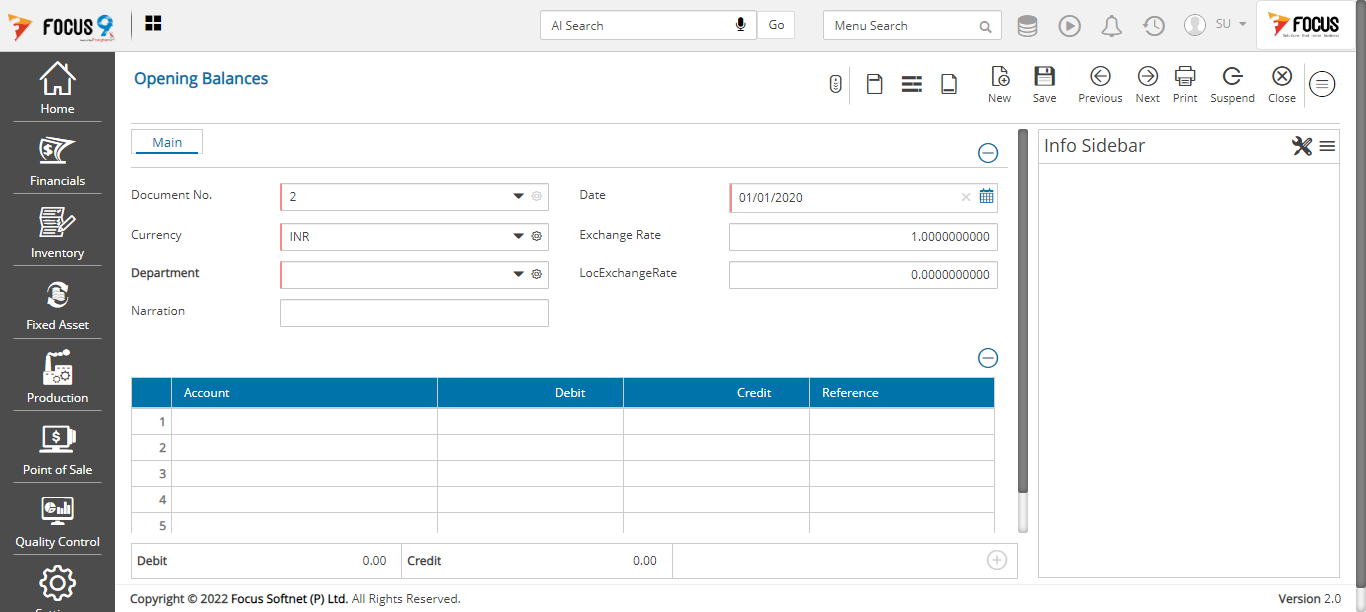 FOCUS 9
AI Search
Go
Menu Search
SU
FOCUS
Home
Financials
Inventory
Fixed Asset
Production
Point of Sale
Quality Control
Opening Balances
New
Save
Previous
Next
Print
Suspend
Close
Main
Info Sidebar
Document No.
2
Date
01/01/2020
Currency
INR
Exchange Rate
1.0000000000
Department
LocExchangeRate
0.0000000000
Narration
Account Debit Credit Reference
1
2
3
4
5
Debit 0.00 Credit 0.00
Copyright © 2022 Focus Softnet (P) Ltd. All Rights Reserved.
Version 2.0